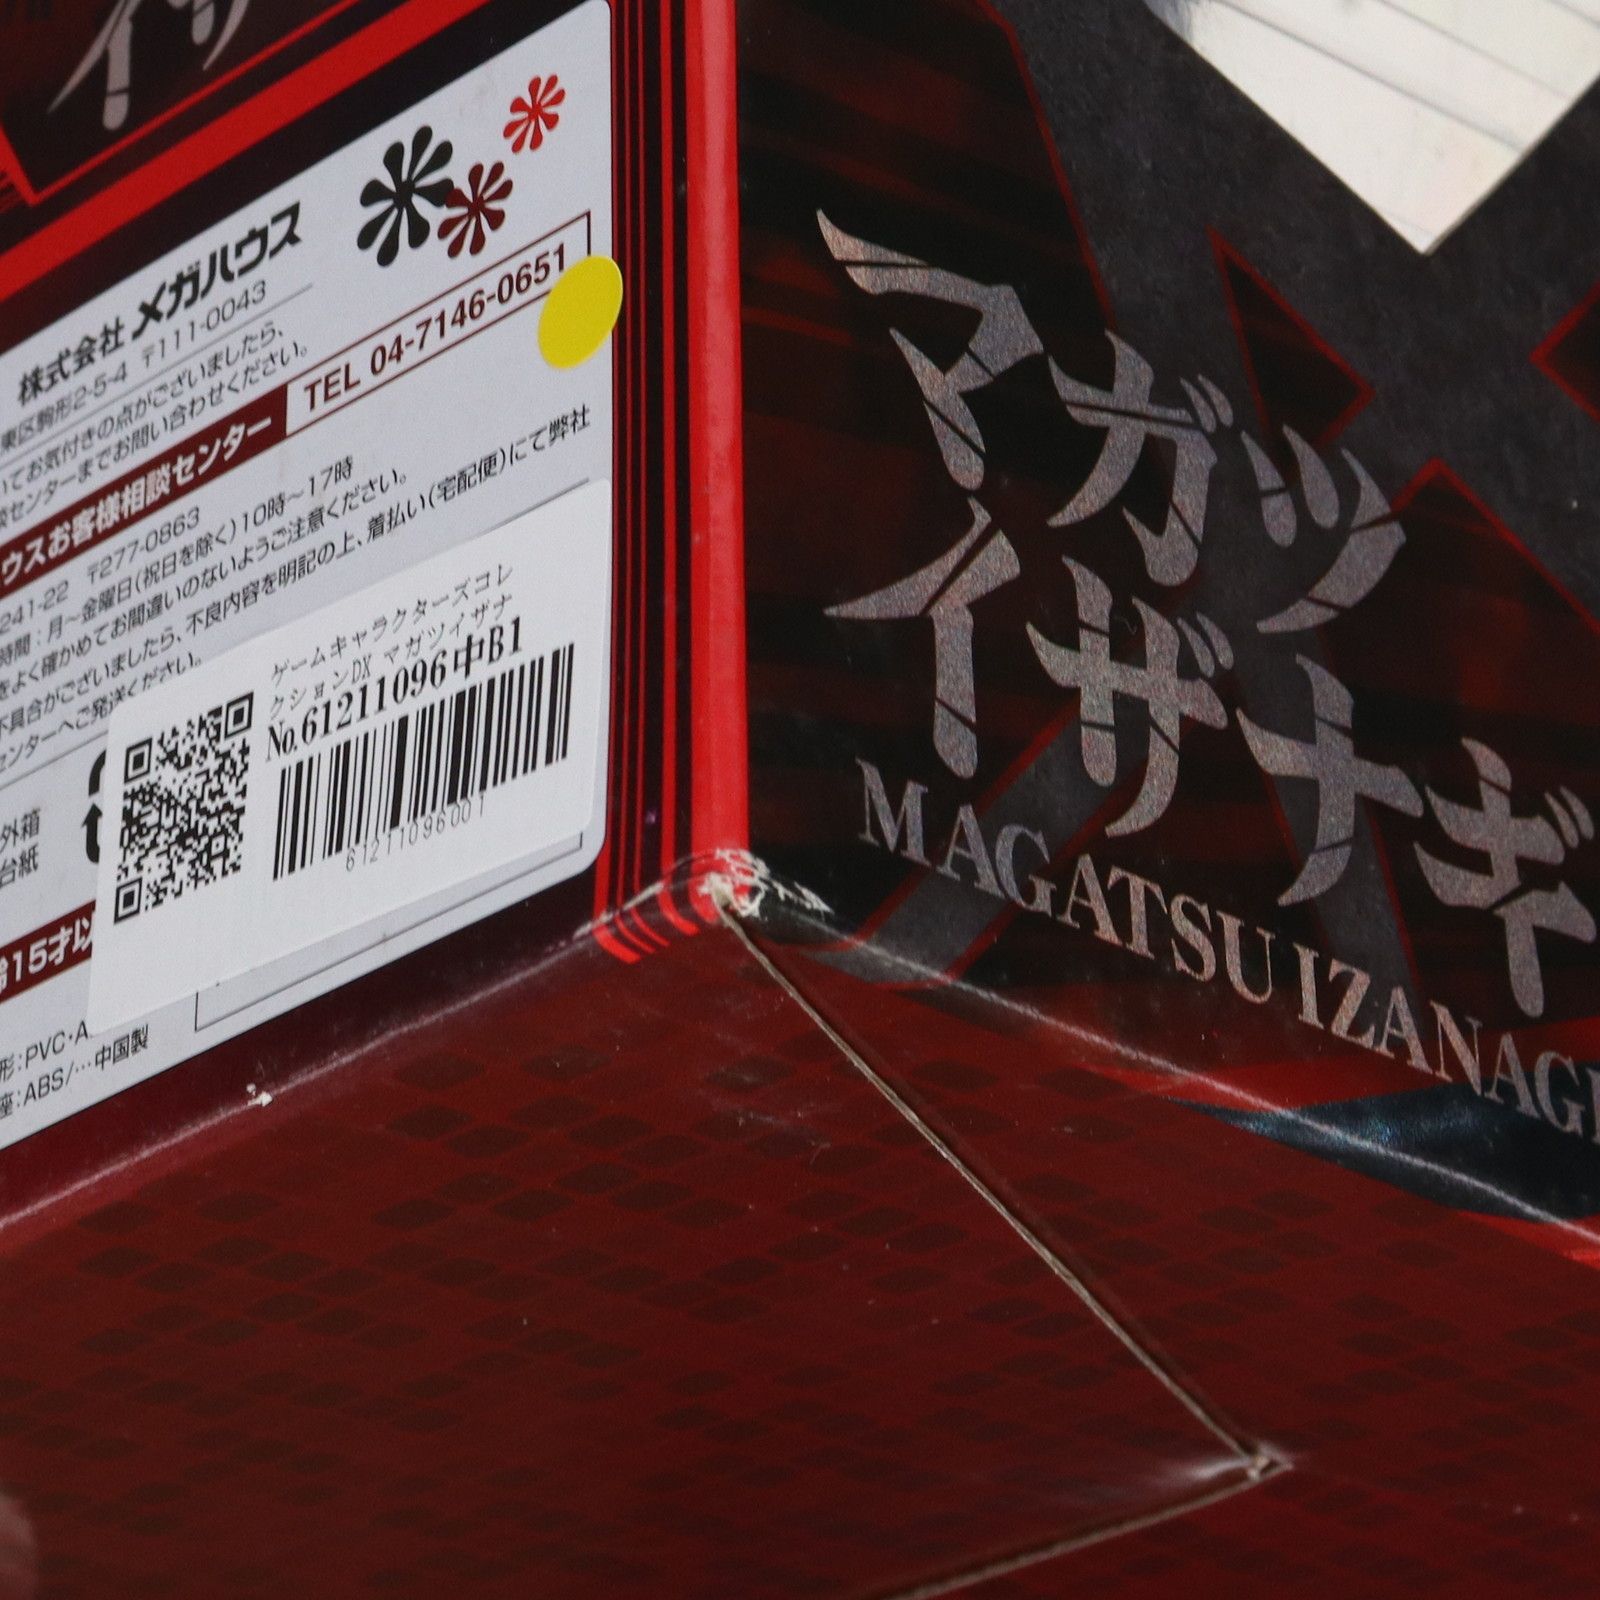 イザ
株式会社 メガハウス
東区駒形2-5-4 〒111-0043
いてお気付きの点がございましたら、
談センターまでお問い合わせください。
ウスお客様相談センター TEL 04-7146-0651
241-22 〒277-0863
時間:月〜金曜日(祝日を除く)10時〜17時
をよく確かめてお間違いのないようご注意ください。
不具合がございましたら、不良内容を明記の上、着払い(宅配便)にて弊社
センターへご発送ください。
ゲームキャラクターズコレ
クションDX マガツイザナ
No.61211096中B1
61211096001
外箱
台紙
齢15才以
形:PVC・A
座:ABS/…中国製
マガツ
イザナギ
MAGATSU IZANAGI